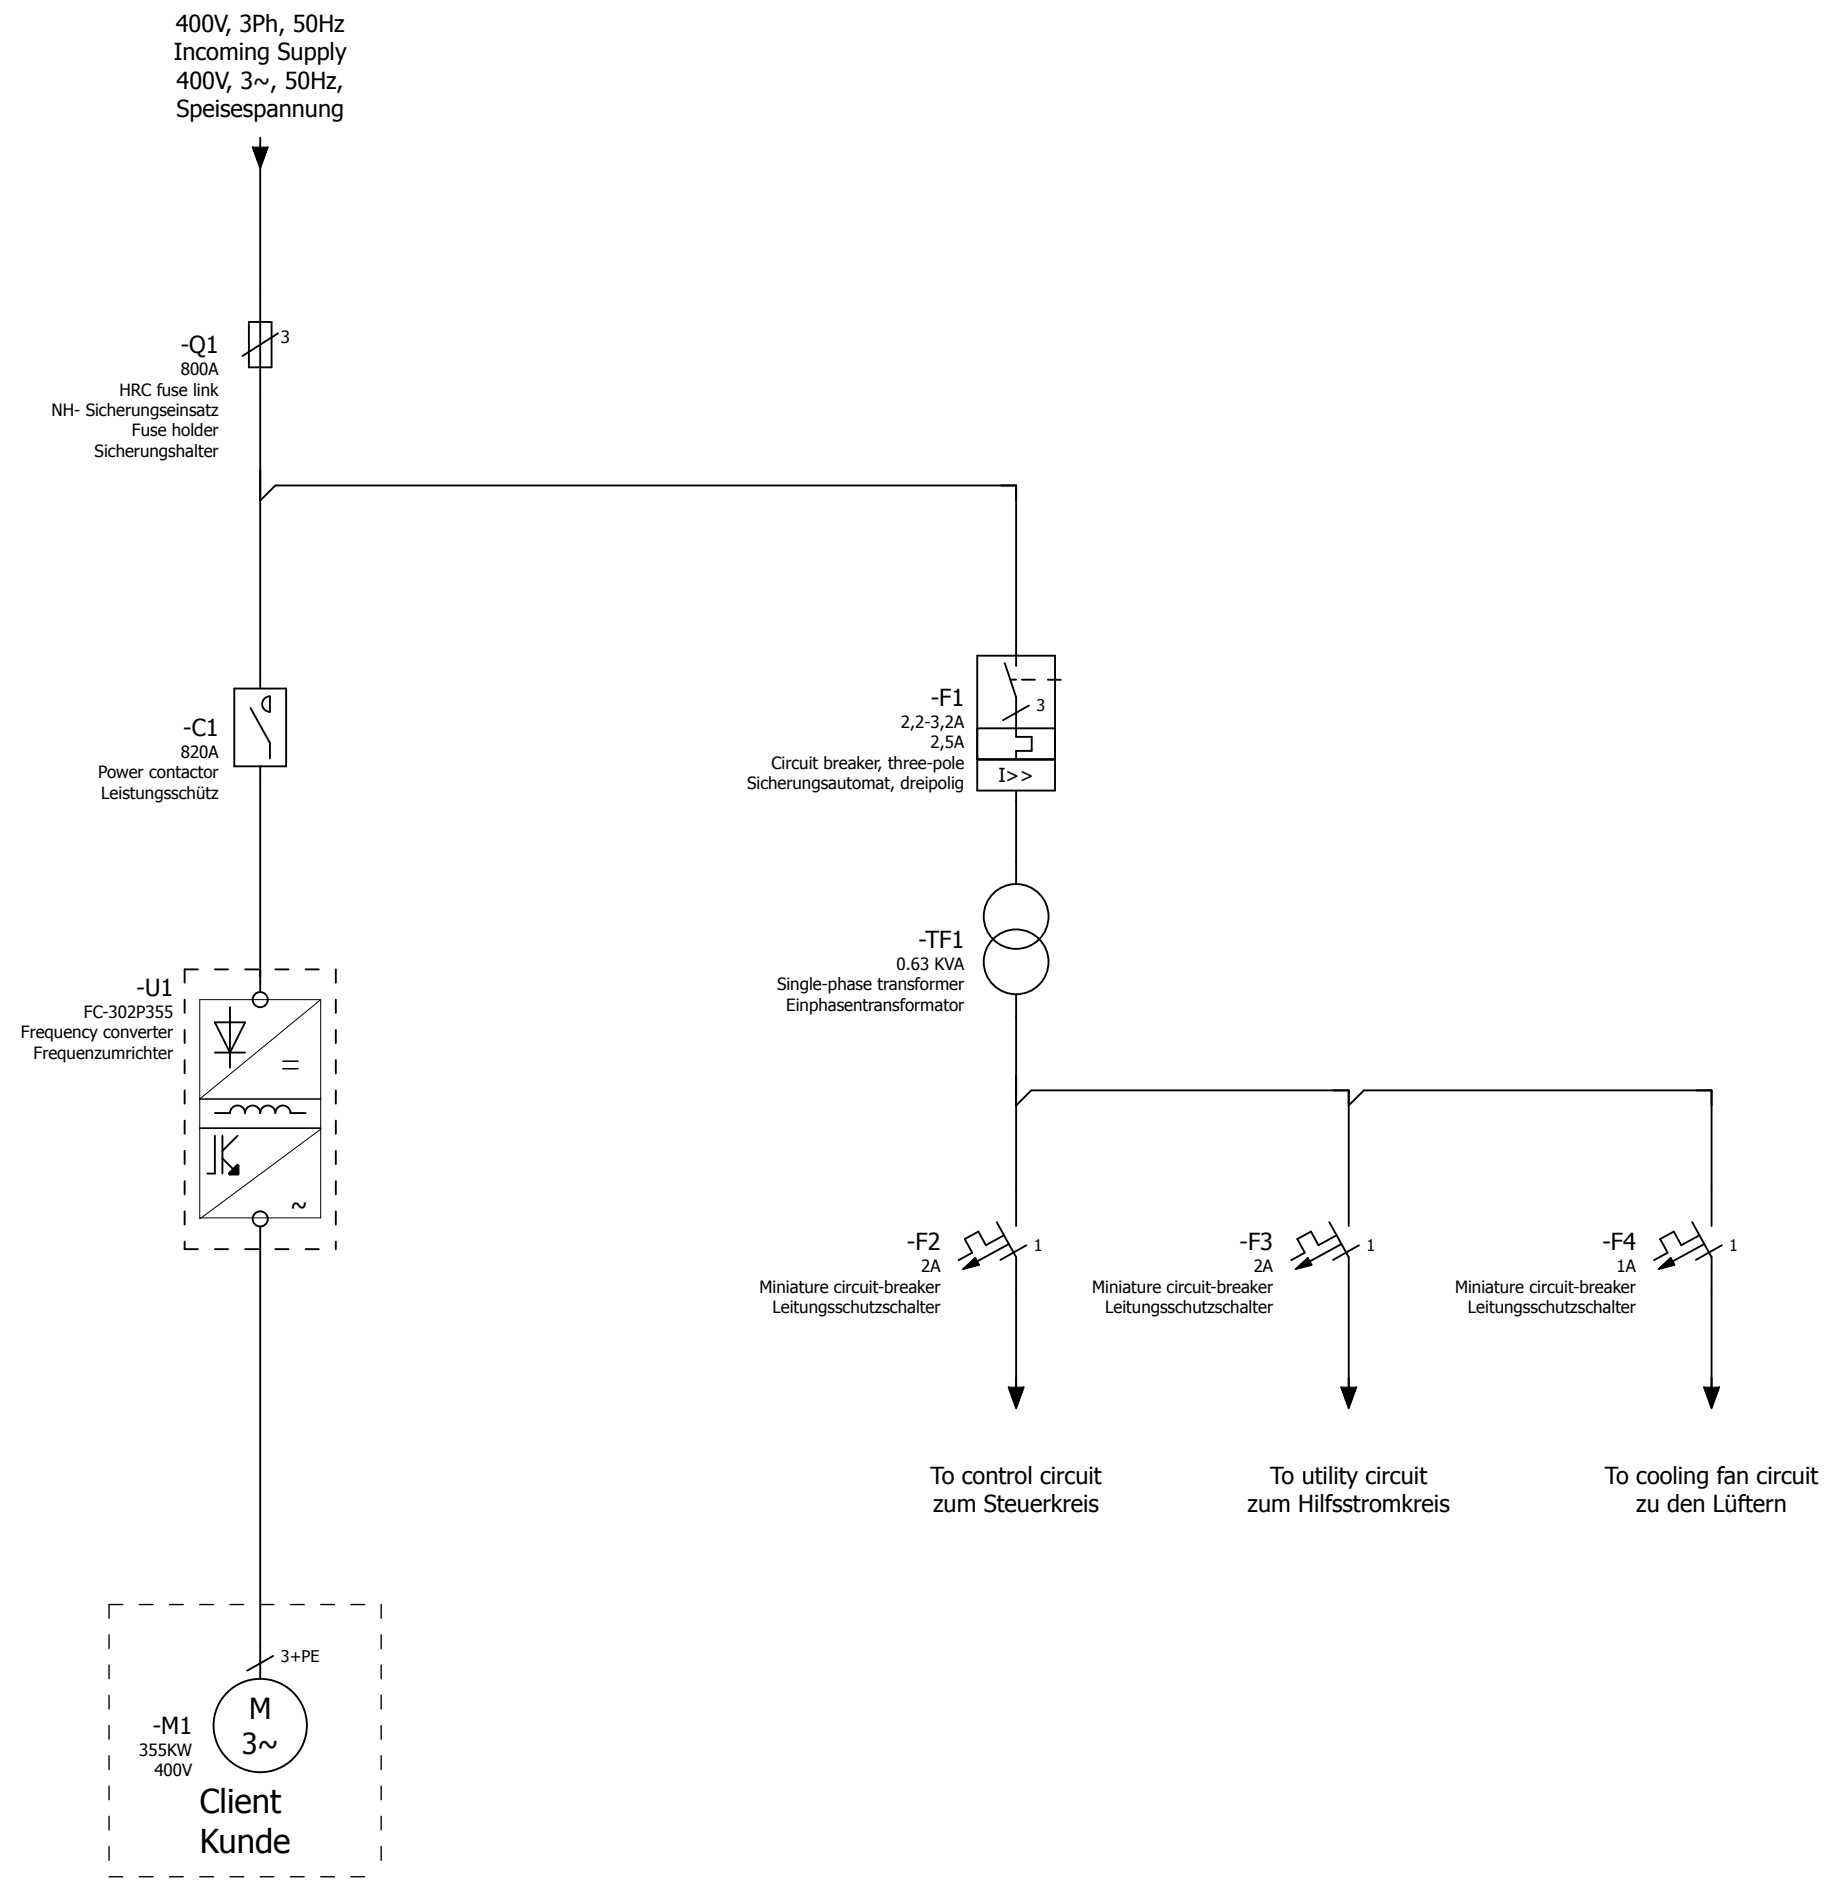 400V, 3Ph, 50Hz
Incoming Supply
400V, 3~, 50Hz,
Speisespannung
-Q1
3
800A
HRC fuse link
NH- Sicherungseinsatz
Fuse holder
Sicherungshalter
-C1
820A
Power contactor
Leistungsschütz
-F1
3
2,2-3,2A
2,5A
Circuit breaker, three-pole
Sicherungsautomat, dreipolig
I>>
-TF1
0.63 KVA
Single-phase transformer
Einphasentransformator
-U1
FC-302P355
Frequency converter
Frequenzumrichter
=
~
-F2
1
2A
Miniature circuit-breaker
Leitungsschutzschalter
-F3
1
2A
Miniature circuit-breaker
Leitungsschutzschalter
-F4
1
1A
Miniature circuit-breaker
Leitungsschutzschalter
To control circuit
zum Steuerkreis
To utility circuit
zum Hilfsstromkreis
To cooling fan circuit
zu den Lüftern
3+PE
M
3~
-M1
355KW
400V
Client
Kunde